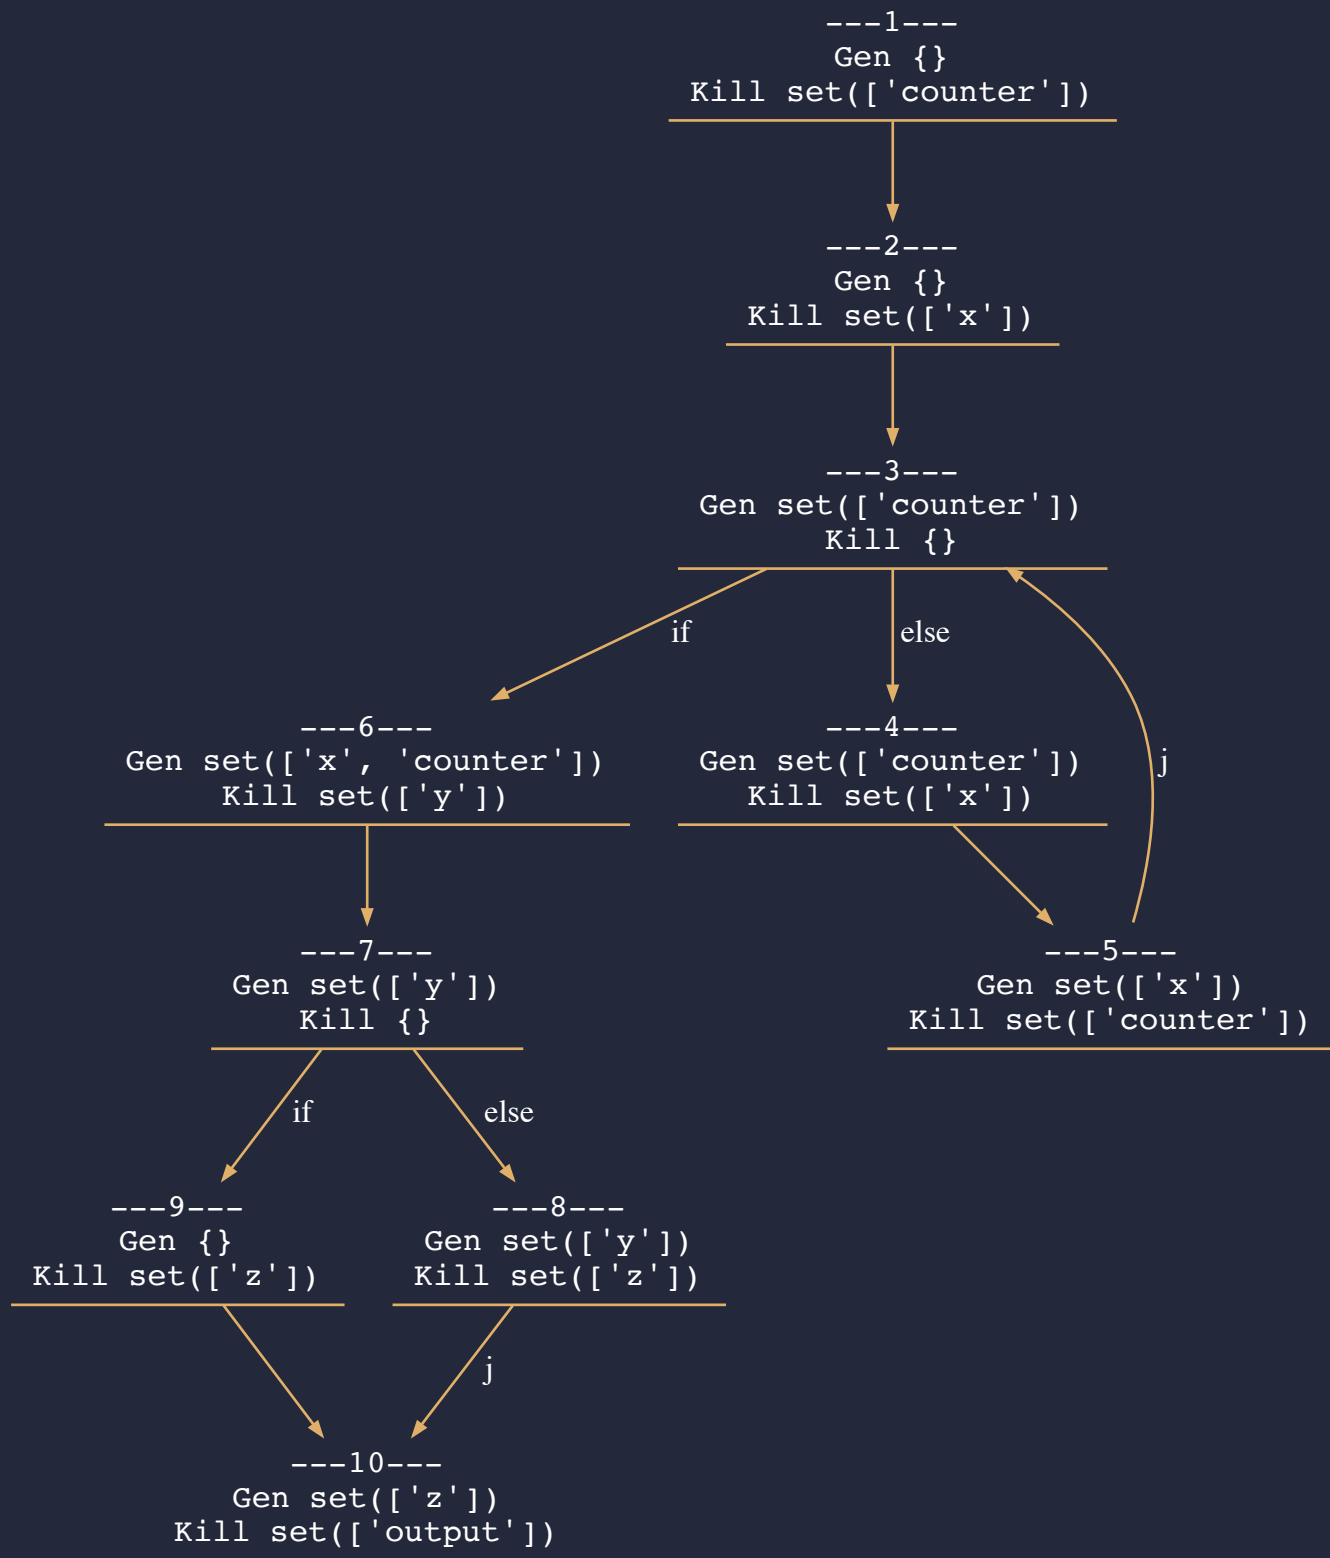 ---1---
Gen {}
Kill set(['counter'])
---2---
Gen {}
Kill set(['x'])
---3---
Gen set(['counter'])
Kill {}
if
else
---6---
Gen set(['x', 'counter'])
Kill set(['y'])
---4---
Gen set(['counter'])
Kill set(['x'])
j
---7---
Gen set(['y'])
Kill {}
---5---
Gen set(['x'])
Kill set(['counter'])
if
else
---9---
Gen {}
Kill set(['z'])
---8---
Gen set(['y'])
Kill set(['z'])
j
---10---
Gen set(['z'])
Kill set(['output'])